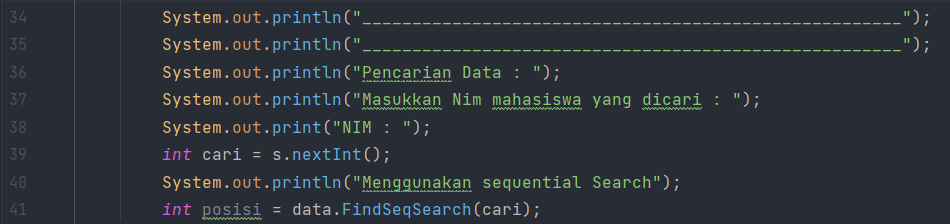 34 System.out.println("______________________________________________________");
35 System.out.println("______________________________________________________");
36 System.out.println("Pencarian Data : ");
37 System.out.println("Masukkan Nim mahasiswa yang dicari : ");
38 System.out.print("NIM : ");
39 int cari = s.nextInt();
40 System.out.println("Menggunakan sequential Search");
41 int posisi = data.FindSeqSearch(cari);